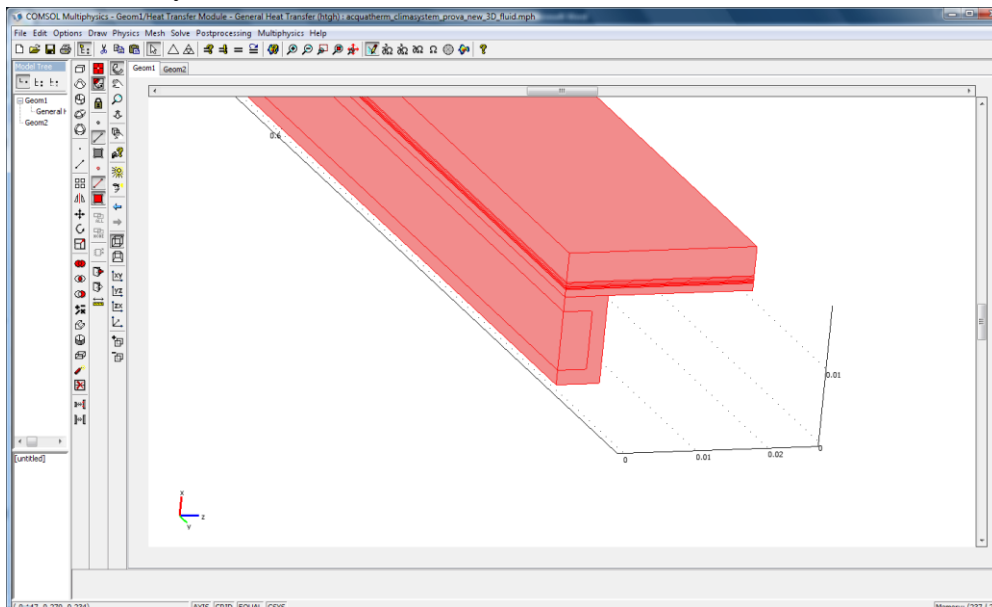 COMSOL Multiphysics - Geom1/Heat Transfer Module - General Heat Transfer (htgh) : acquatherm_climasystem_prova_new_3D_fluid.mph
File Edit Options Draw Physics Mesh Solve Postprocessing Multiphysics Help
Model Tree
Geom1 Geom2
Geom1
General H
Geom2
0.6
0.01
0
0.01
0.02
0
x
z
y
[untitled]
AXIS GRID EQUAL CSYS